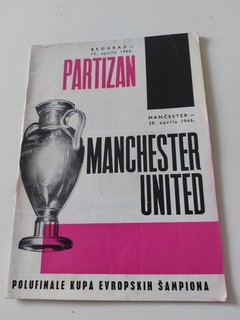 BEOGRAD —
13. aprila 1966.
PARTIZAN
MANČESTER —
20. aprila 1966.
MANCHESTER
UNITED
POLUFINALE KUPA EVROPSKIH ŠAMPIONA